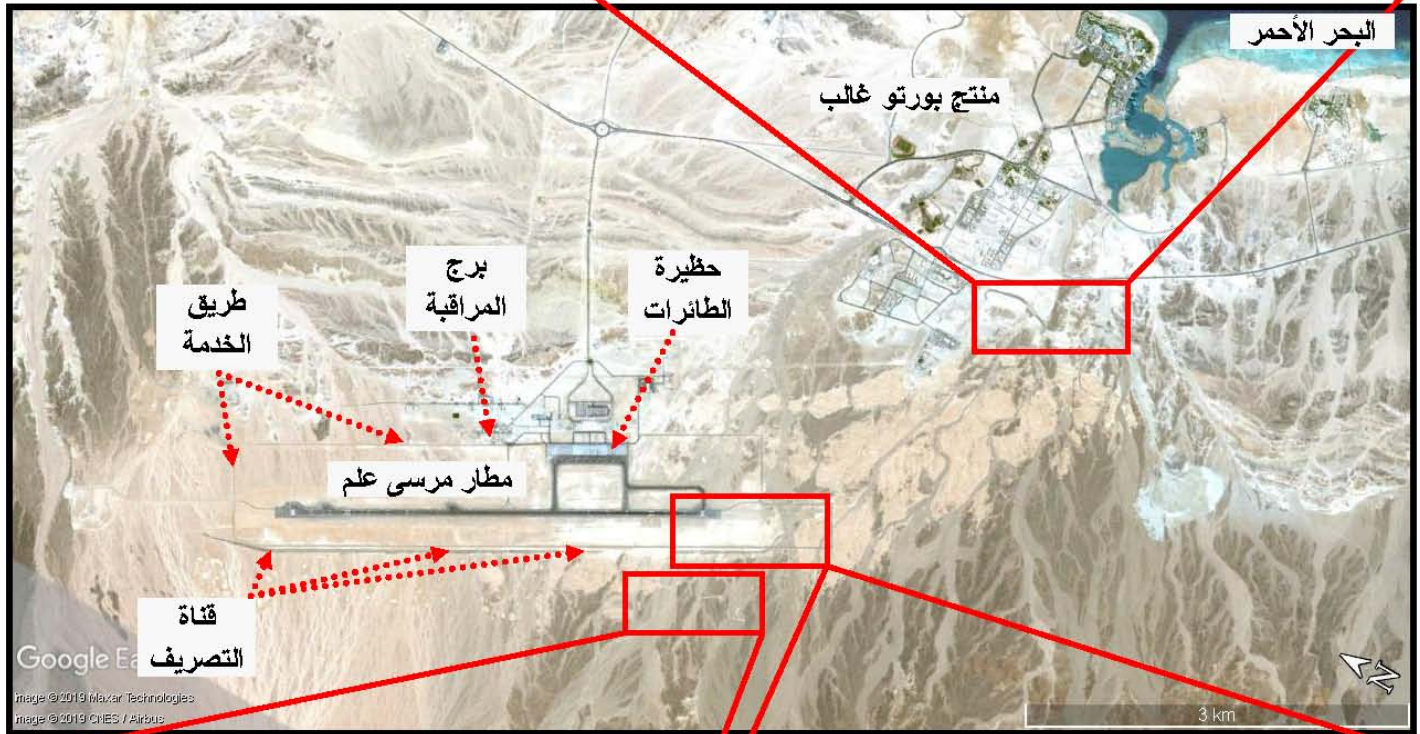 البحر الأحمر
منتج بورتو غالب
حظيرة
الطائرات
برج
المراقبة
طريق
الخدمة
مطار مرسى علم
قناة
التصريف
Google Ea
Image © 2019 Maxar Technologies
Image © 2019 CNES / Airbus
N
3 km